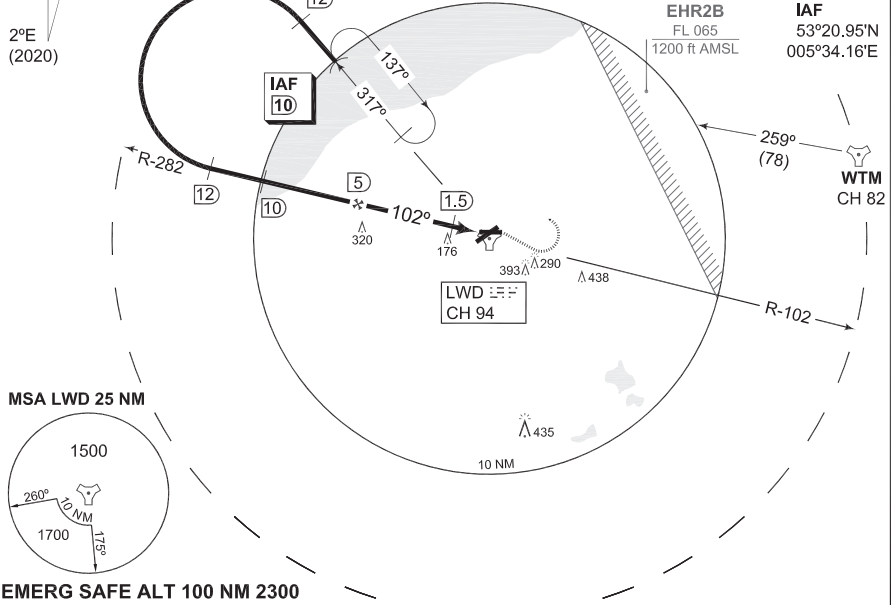 12
EHR2B
FL 065
1200 ft AMSL
IAF
53º20.95'N
005º34.16'E
2ºE
(2020)
137º
317º
IAF
10
259º
(78)
WTM
CH 82
R-282
12
10
5
102º
1.5
320
176
393
290
438
LWD
CH 94
R-102
435
10 NM
MSA LWD 25 NM
1500
260º
10 NM
1700
175º
EMERG SAFE ALT 100 NM 2300